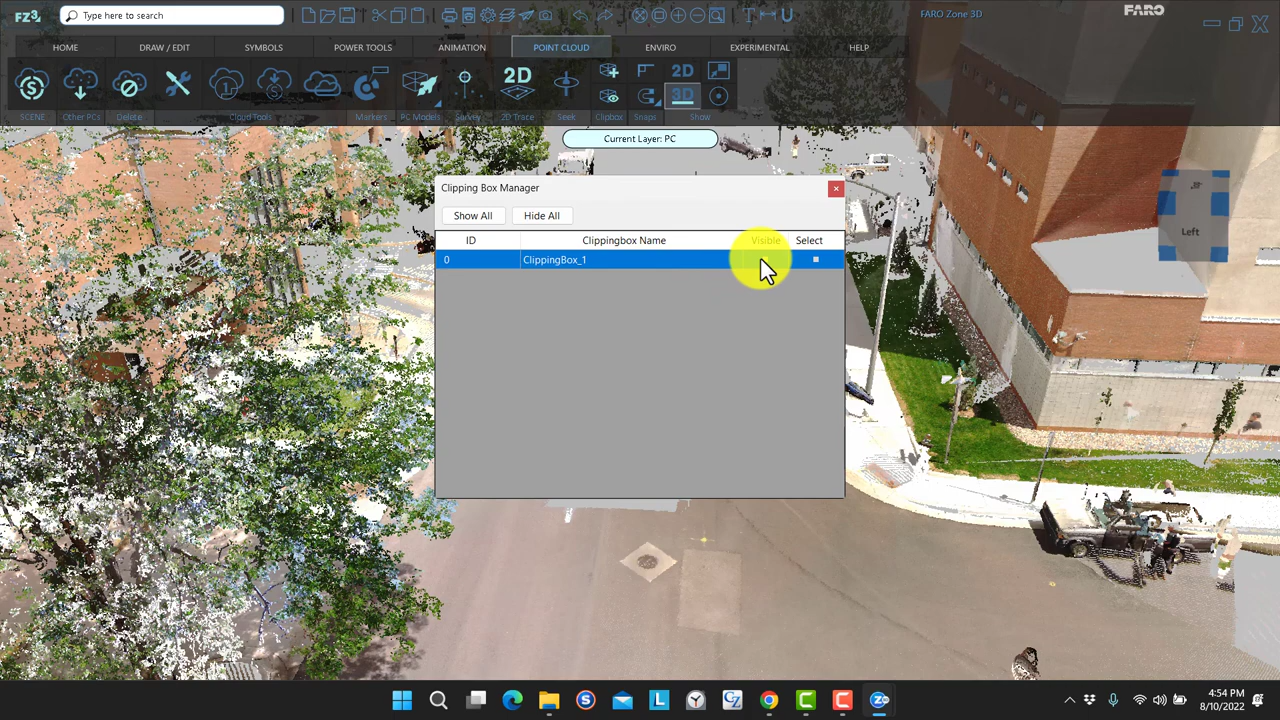 FZ3 Type here to search FARO Zone 3D FARO
HOME DRAW / EDIT SYMBOLS POWER TOOLS ANIMATION POINT CLOUD ENVIRO EXPERIMENTAL HELP
2D 2D
3D
SCENE Other PCs Delete Cloud Tools Markers PC Models Survey 2D Trace Seek Clipbox Snaps Show
Current Layer: PC
Clipping Box Manager
Show All Hide All
ID Clippingbox Name Visible Select
0 ClippingBox_1
Left
4:54 PM
8/10/2022